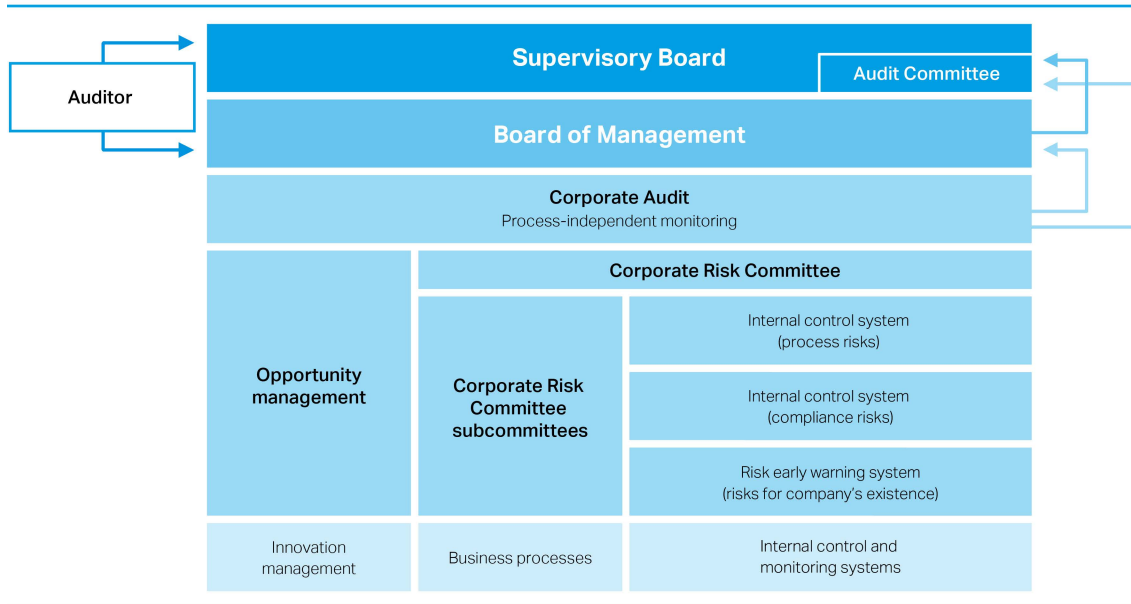 Supervisory Board
Audit Committee
Auditor
Board of Management
Corporate Audit
Process-independent monitoring
Corporate Risk Committee
Opportunity
management
Corporate Risk
Committee
subcommittees
Internal control system
(process risks)
Internal control system
(compliance risks)
Risk early warning system
(risks for company's existence)
Innovation
management
Business processes
Internal control and
monitoring systems